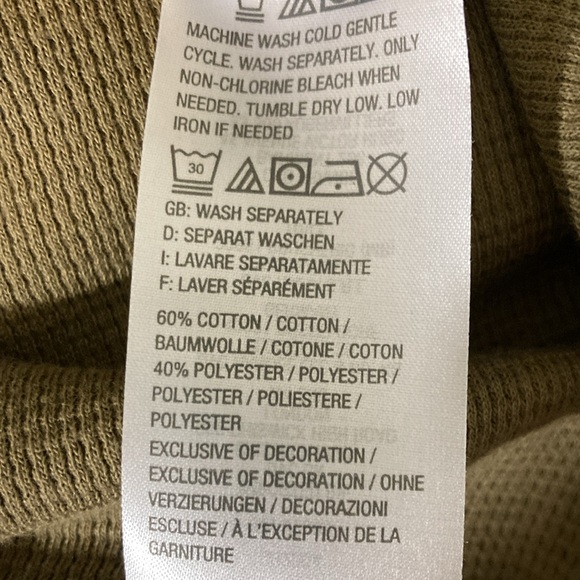 MACHINE WASH COLD GENTLE
CYCLE. WASH SEPARATELY. ONLY
NON-CHLORINE BLEACH WHEN
NEEDED. TUMBLE DRY LOW. LOW
IRON IF NEEDED
30
GB: WASH SEPARATELY
D: SEPARAT WASCHEN
I: LAVARE SEPARATAMENTE
F: LAVER SÉPARÉMENT
60% COTTON / COTTON /
BAUMWOLLE / COTONE / COTON
40% POLYESTER / POLYESTER /
POLYESTER / POLIESTERE /
POLYESTER
EXCLUSIVE OF DECORATION /
EXCLUSIVE OF DECORATION / OHNE
VERZIERUNGEN / DECORAZIONI
ESCLUSE / À L'EXCEPTION DE LA
GARNITURE